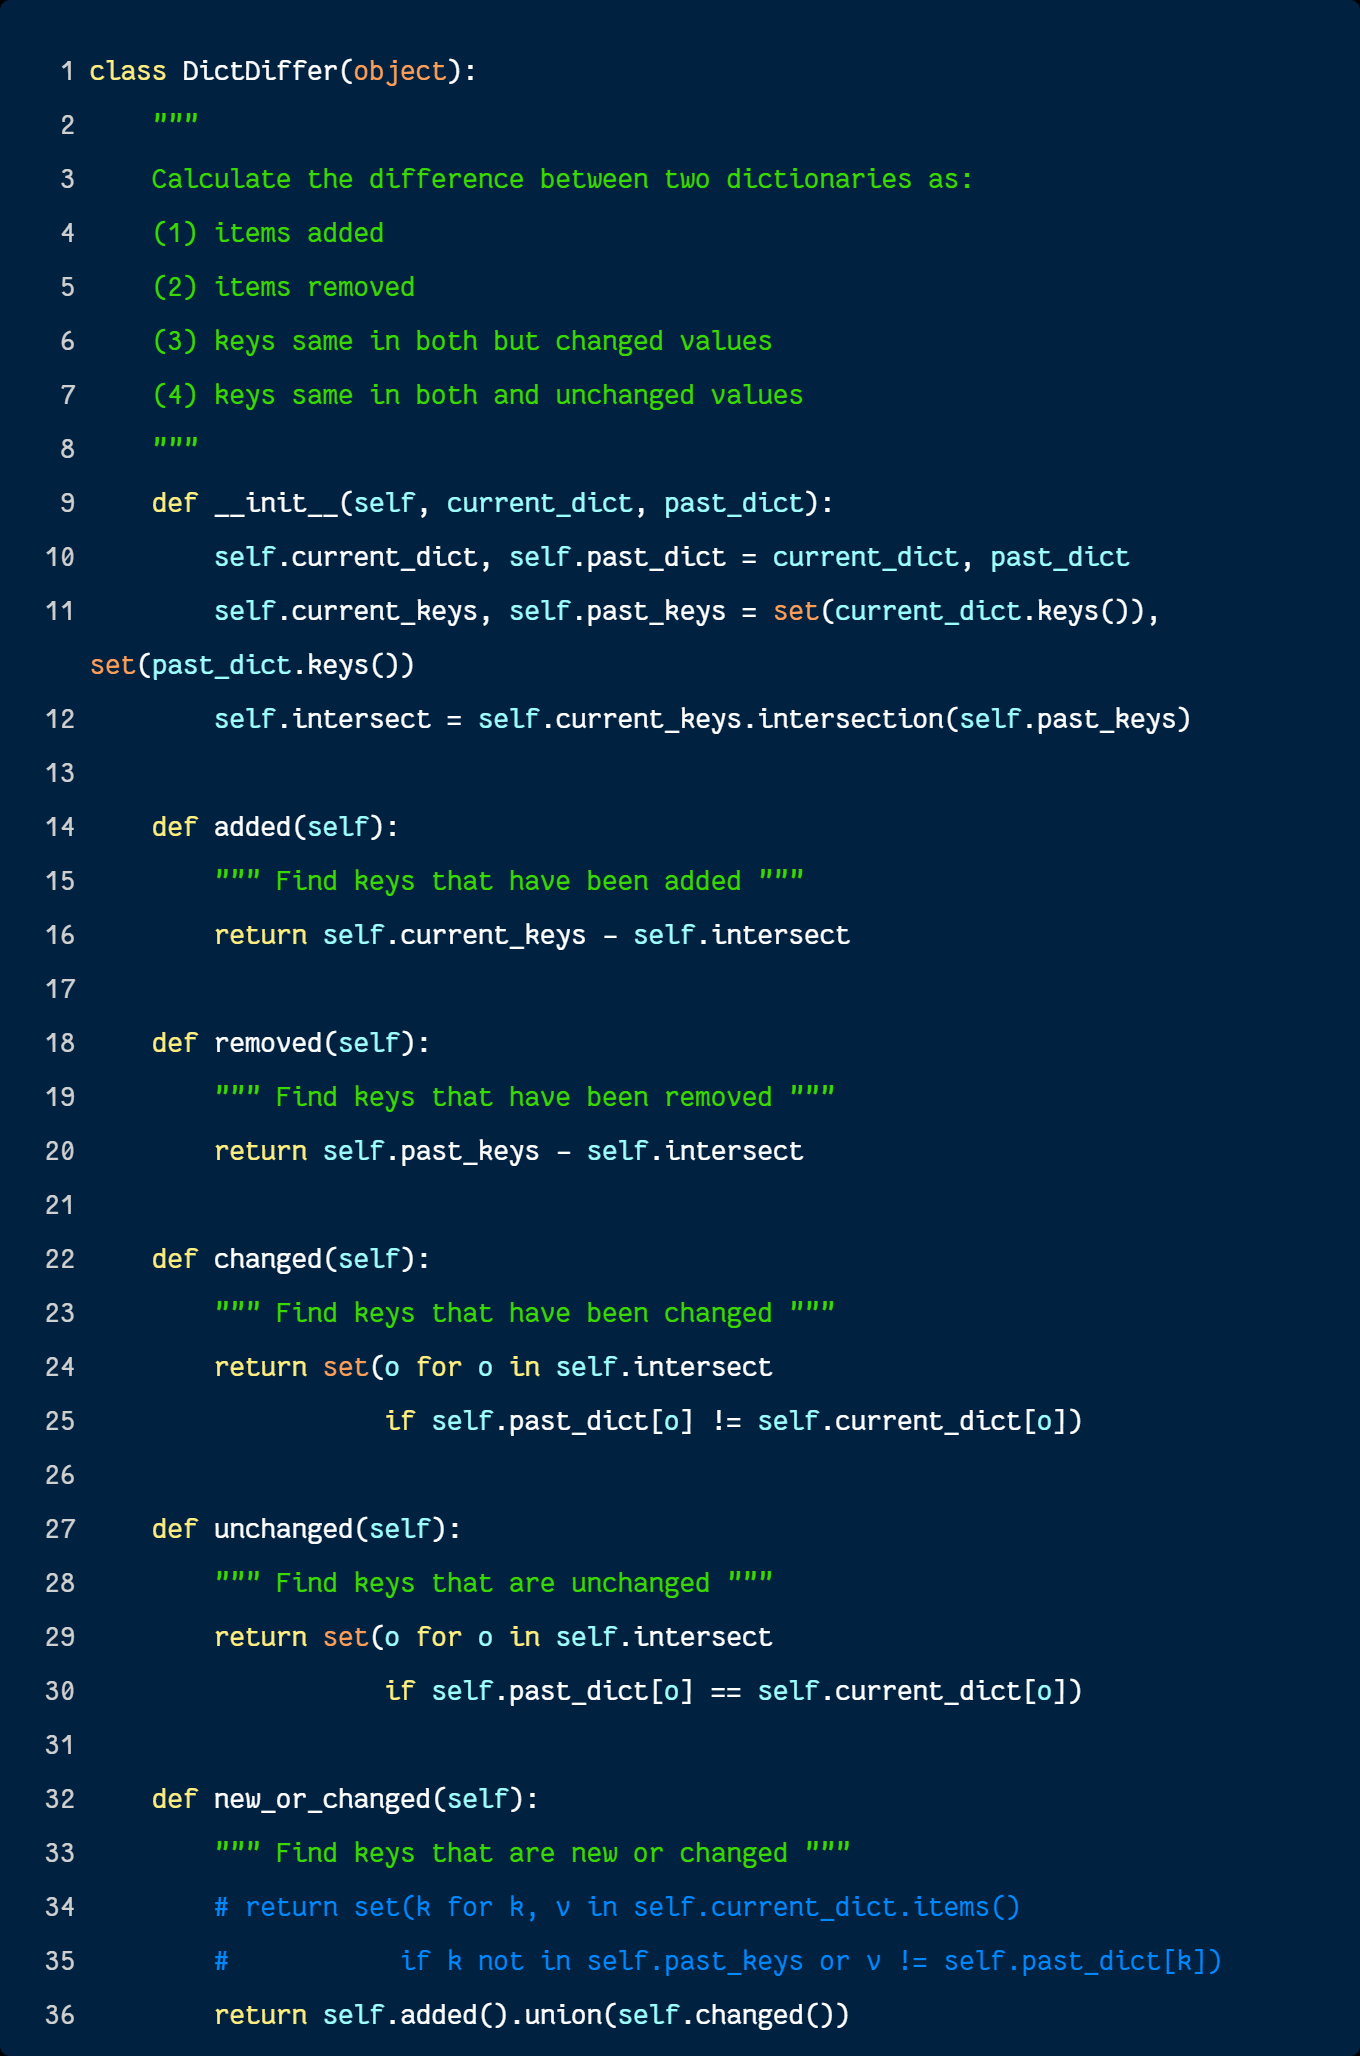 1 class DictDiffer(object):
2     """
3     Calculate the difference between two dictionaries as:
4     (1) items added
5     (2) items removed
6     (3) keys same in both but changed values
7     (4) keys same in both and unchanged values
8     """
9     def __init__(self, current_dict, past_dict):
10         self.current_dict, self.past_dict = current_dict, past_dict
11         self.current_keys, self.past_keys = set(current_dict.keys()),
set(past_dict.keys())
12         self.intersect = self.current_keys.intersection(self.past_keys)
13
14     def added(self):
15         """ Find keys that have been added """
16         return self.current_keys - self.intersect
17
18     def removed(self):
19         """ Find keys that have been removed """
20         return self.past_keys - self.intersect
21
22     def changed(self):
23         """ Find keys that have been changed """
24         return set(o for o in self.intersect
25                    if self.past_dict[o] != self.current_dict[o])
26
27     def unchanged(self):
28         """ Find keys that are unchanged """
29         return set(o for o in self.intersect
30                    if self.past_dict[o] == self.current_dict[o])
31
32     def new_or_changed(self):
33         """ Find keys that are new or changed """
34         # return set(k for k, v in self.current_dict.items()
35         #           if k not in self.past_keys or v != self.past_dict[k])
36         return self.added().union(self.changed())